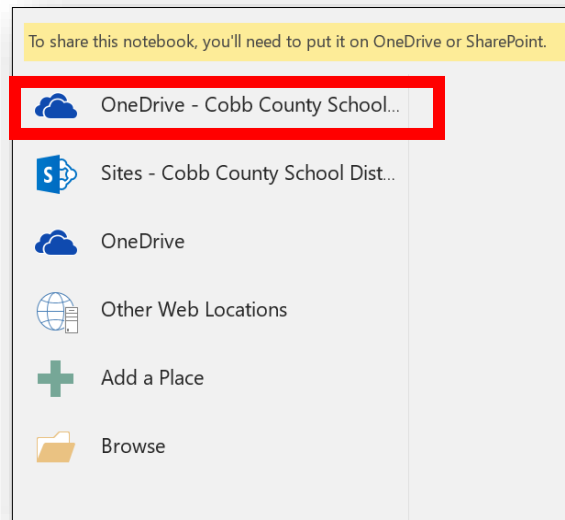 To share this notebook, you'll need to put it on OneDrive or SharePoint.
OneDrive - Cobb County School...
S
Sites - Cobb County School Dist...
OneDrive
Other Web Locations
Add a Place
Browse